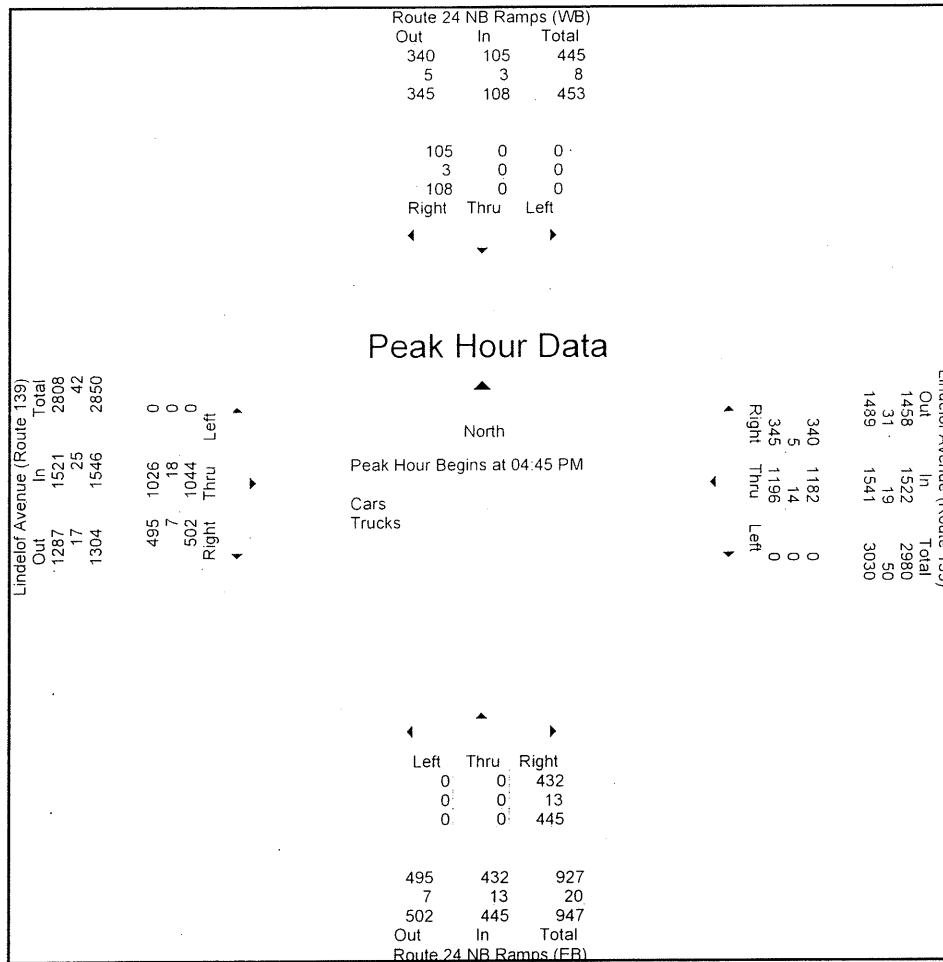 Route 24 NB Ramps (WB)
Out In Total
340 105 445
5 3 8
345 108 453
105 0 0
3 0 0
108 0 0
Right Thru Left
Peak Hour Data
North
Peak Hour Begins at 04:45 PM
Cars
Trucks
Lindelof Avenue (Route 139)
Out In Total
1287 1521 2808
17 25 42
1304 1546 2850
495 1026 0
7 18 0
502 1044 0
Right Thru Left
Lindelof Avenue (Route 139)
Out In Total
1458 1522 2980
31 19 50
1489 1541 3030
340 1182 0
5 14 0
345 1196 0
Right Thru Left
Left Thru Right
0 0 432
0 0 13
0 0 445
495 432 927
7 13 20
502 445 947
Out In Total
Route 24 NB Ramps (EB)